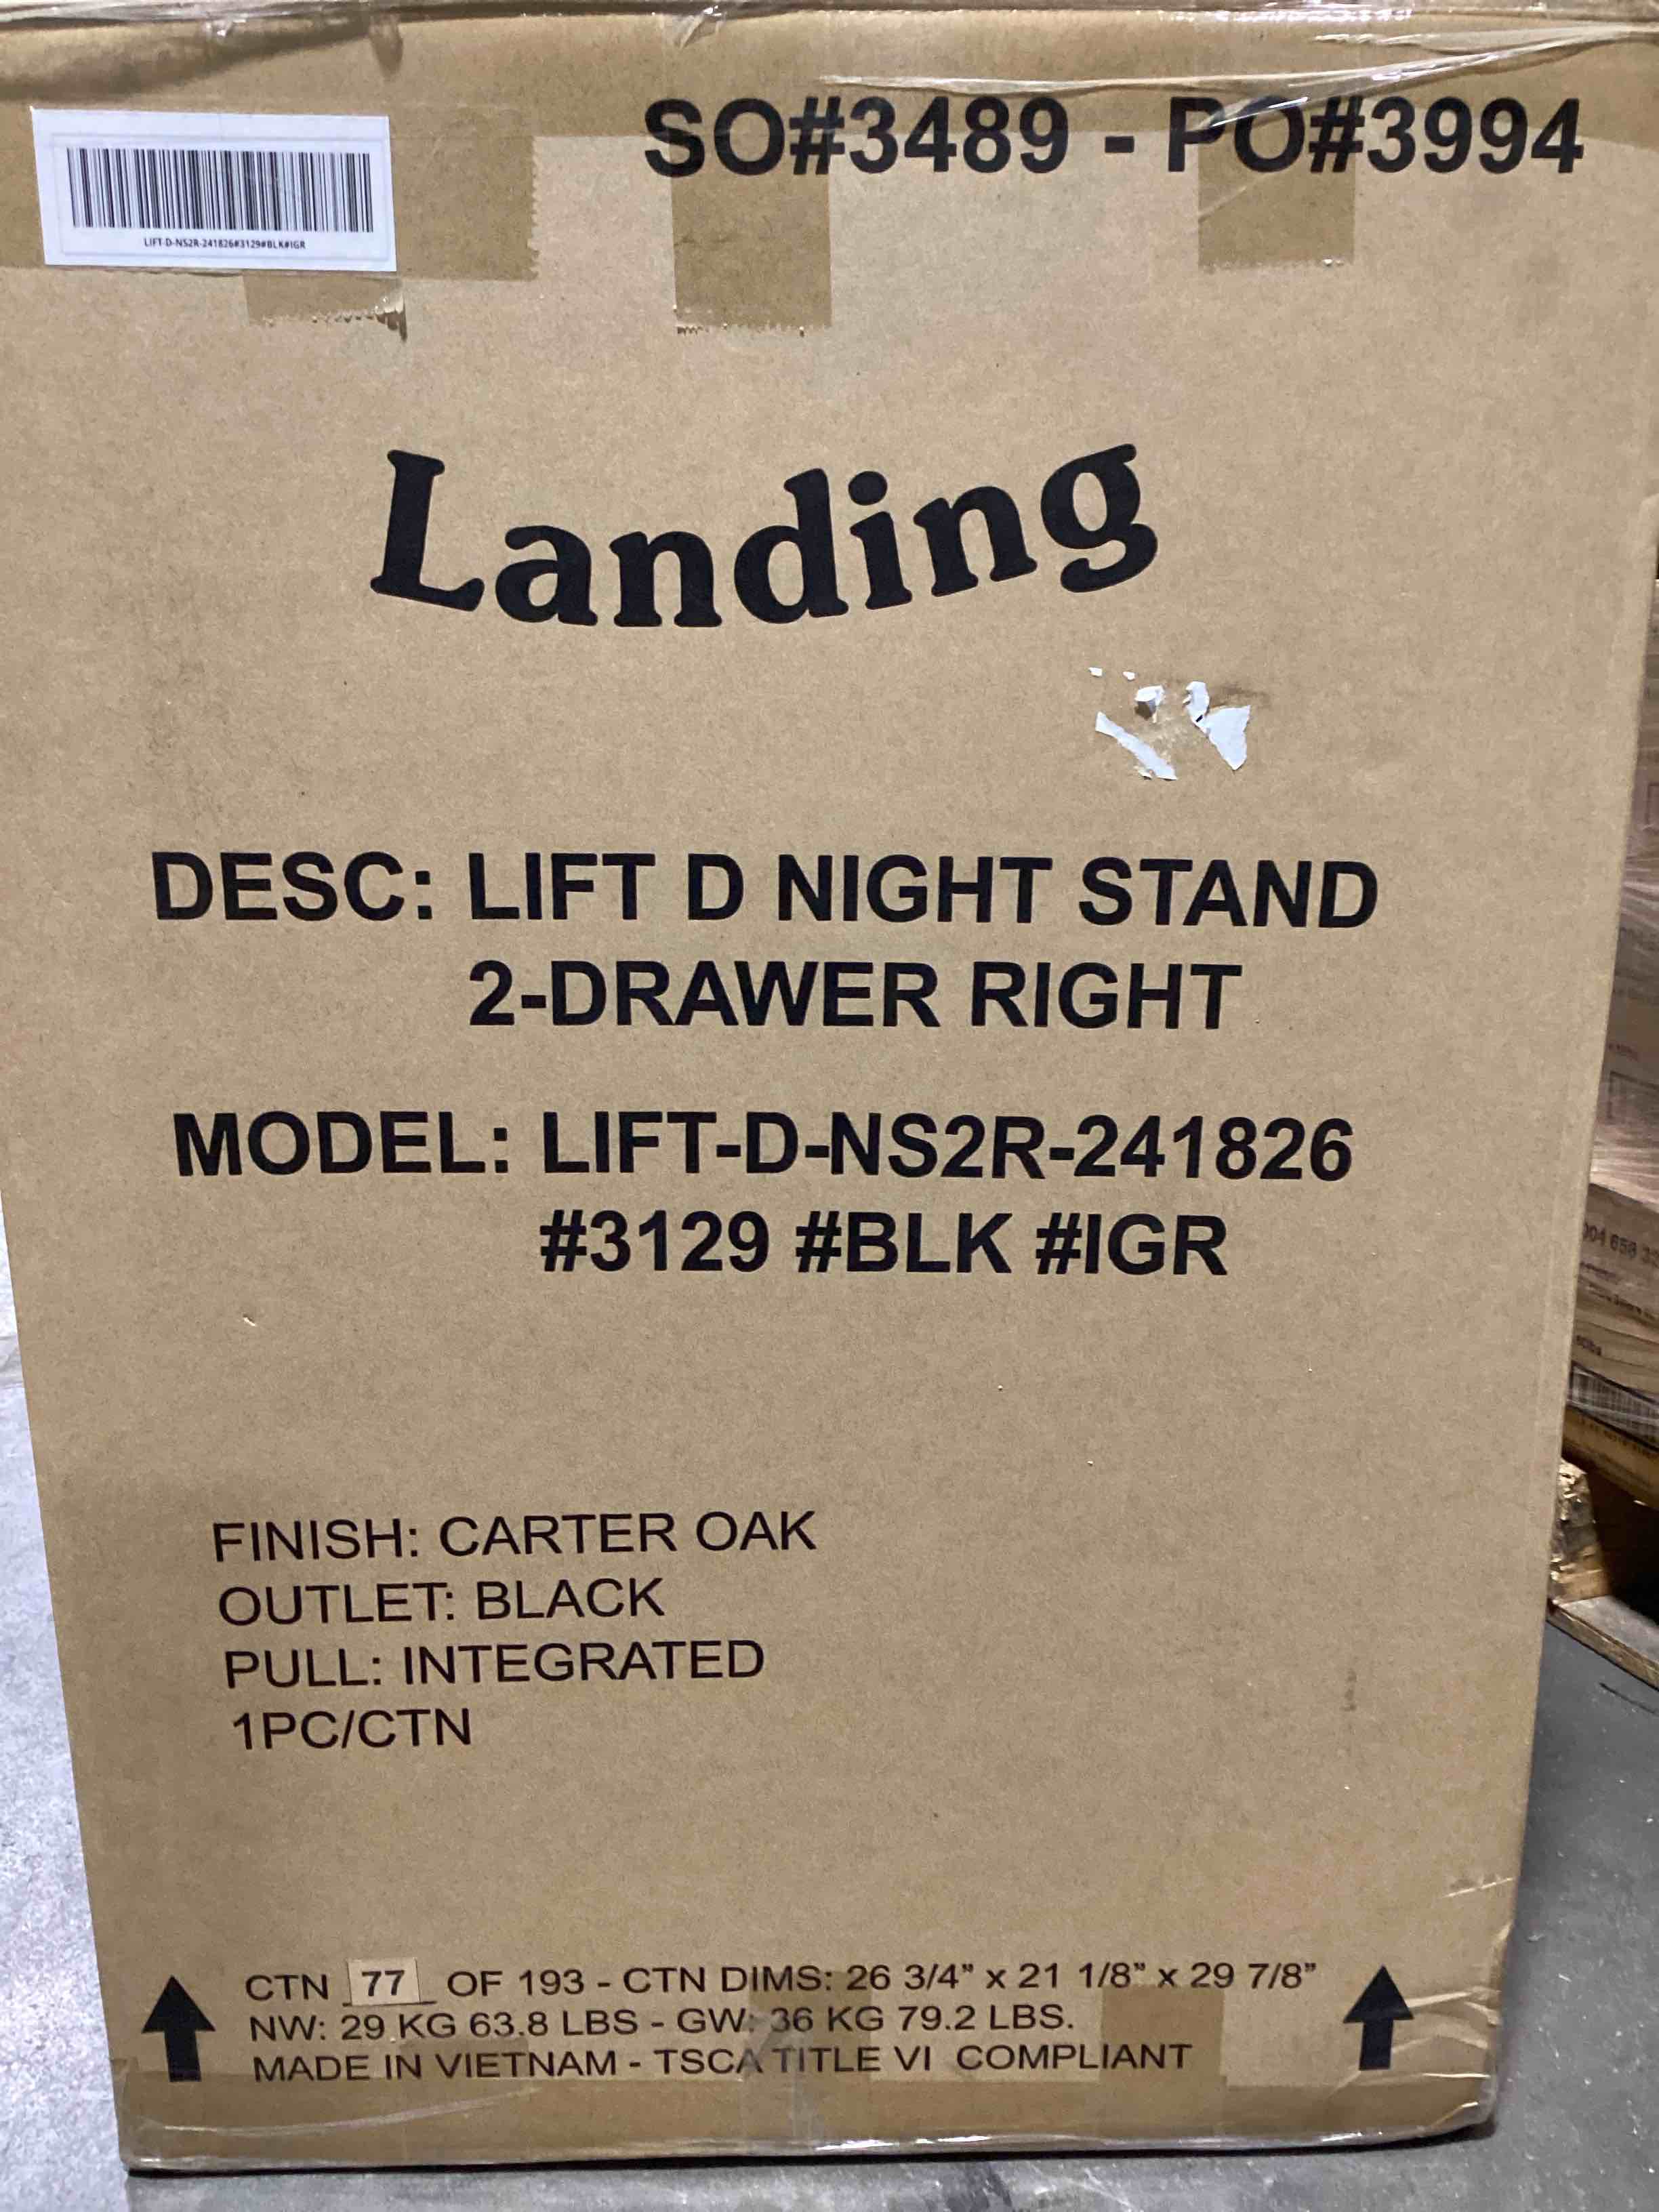 SO#3489 - PO#3994
LIFT-D-NS2R-241826#3129#BLK#IGR
Landing
DESC: LIFT D NIGHT STAND
2-DRAWER RIGHT
MODEL: LIFT-D-NS2R-241826
#3129 #BLK #IGR
FINISH: CARTER OAK
OUTLET: BLACK
PULL: INTEGRATED
1PC/CTN
CTN 77 OF 193 - CTN DIMS: 26 3/4" x 21 1/8" x 29 7/8"
NW: 29 KG 63.8 LBS - GW: 36 KG 79.2 LBS.
MADE IN VIETNAM - TSCA TITLE VI COMPLIANT